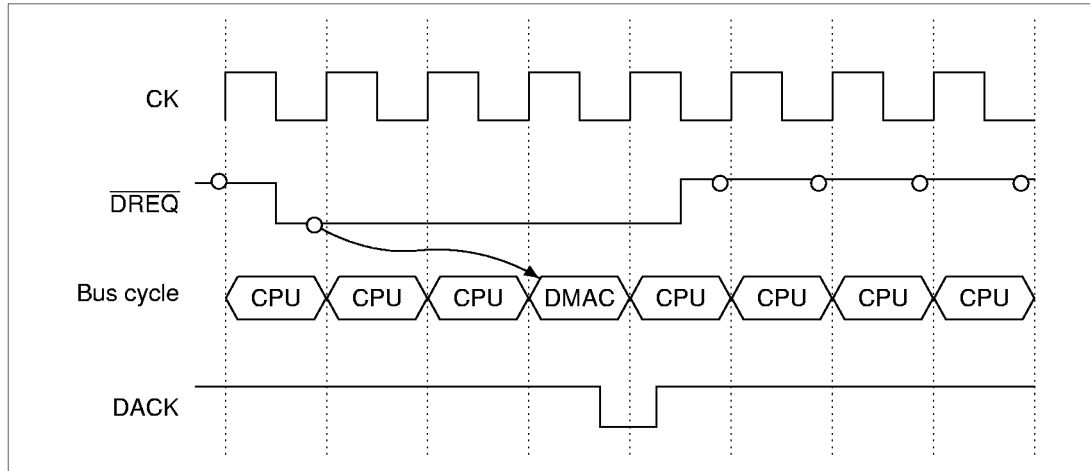 CK
DREQ
Bus cycle CPU CPU CPU DMAC CPU CPU CPU CPU
DACK